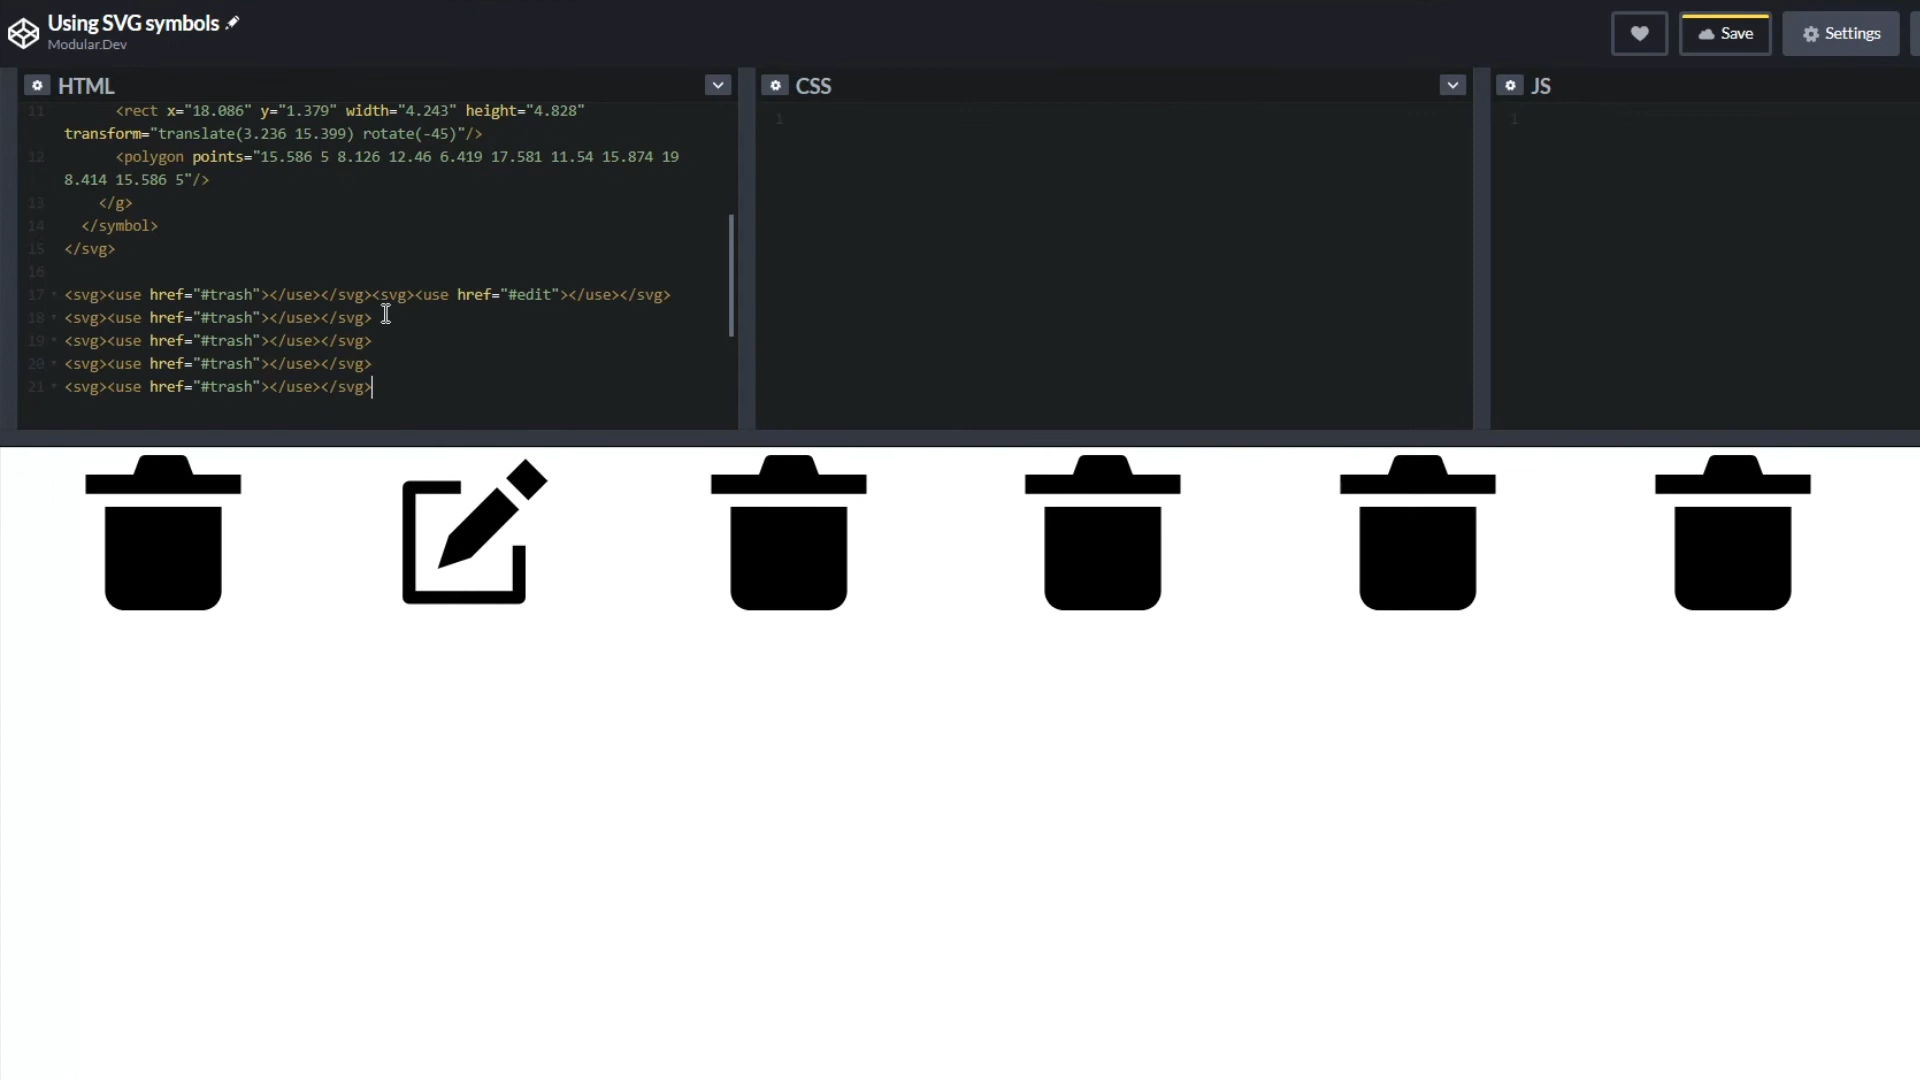 Using SVG symbols
Modular.Dev
Save
Settings
HTML
CSS
JS
11 <rect x="18.086" y="1.379" width="4.243" height="4.828"
transform="translate(3.236 15.399) rotate(-45)"/>
12 <polygon points="15.586 5 8.126 12.46 6.419 17.581 11.54 15.874 19
8.414 15.586 5"/>
13 </g>
14 </symbol>
15 </svg>
16
17 <svg><use href="#trash"></use></svg><svg><use href="#edit"></use></svg>
18 <svg><use href="#trash"></use></svg>
19 <svg><use href="#trash"></use></svg>
20 <svg><use href="#trash"></use></svg>
21 <svg><use href="#trash"></use></svg>
1
1